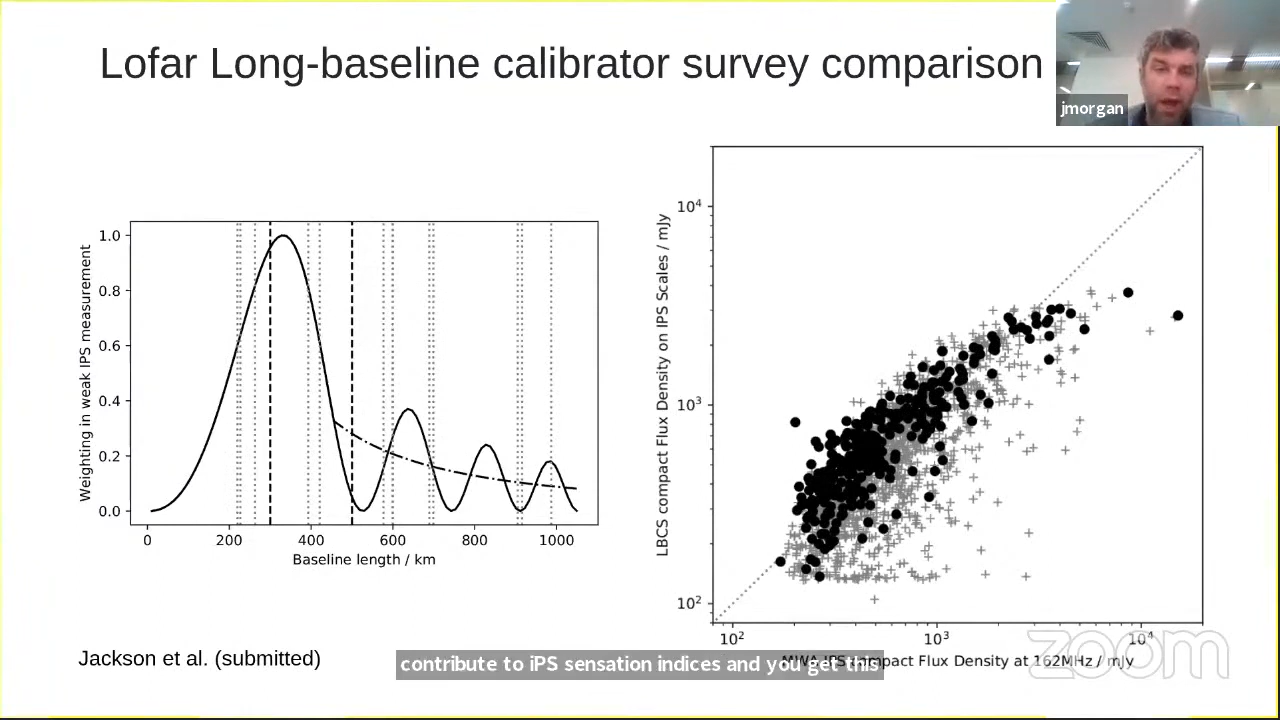 Lofar Long-baseline calibrator survey comparison
jmorgan
Weighting in weak IPS measurement
1.0
0.8
0.6
0.4
0.2
0.0
0
200
400
600
800
1000
Baseline length / km
LBCS compact Flux Density on IPS Scales / mJy
10⁴
10³
10²
10²
10³
10⁴
MWA IPS compact Flux Density at 162MHz / mJy
zoom
Jackson et al. (submitted)
contribute to iPS sensation indices and you get this